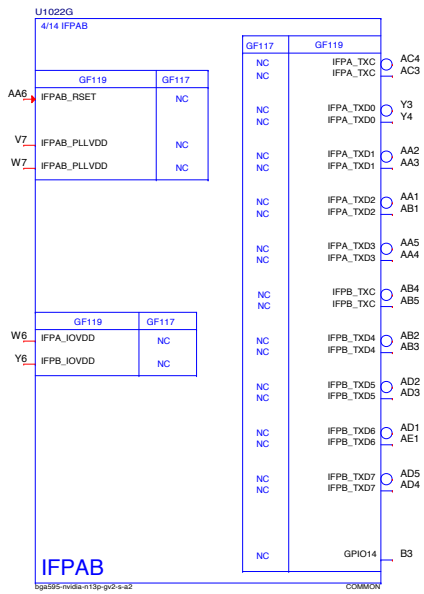 U1022G
4/14 IFPAB
GF119 GF117
AA6 IFPAB_RSET NC
V7 IFPAB_PLLVDD NC
W7 IFPAB_PLLVDD NC
GF119 GF117
W6 IFPA_IOVDD NC
Y6 IFPB_IOVDD NC
GF117 GF119
NC IFPA_TXC AC4
NC IFPA_TXC AC3
NC IFPA_TXD0 Y3
NC IFPA_TXD0 Y4
NC IFPA_TXD1 AA2
NC IFPA_TXD1 AA3
NC IFPA_TXD2 AA1
NC IFPA_TXD2 AB1
NC IFPA_TXD3 AA5
NC IFPA_TXD3 AA4
NC IFPB_TXC AB4
NC IFPB_TXC AB5
NC IFPB_TXD4 AB2
NC IFPB_TXD4 AB3
NC IFPB_TXD5 AD2
NC IFPB_TXD5 AD3
NC IFPB_TXD6 AD1
NC IFPB_TXD6 AE1
NC IFPB_TXD7 AD5
NC IFPB_TXD7 AD4
NC GPIO14 B3
IFPAB
bga595-nvidia-n13p-gv2-s-a2 COMMON